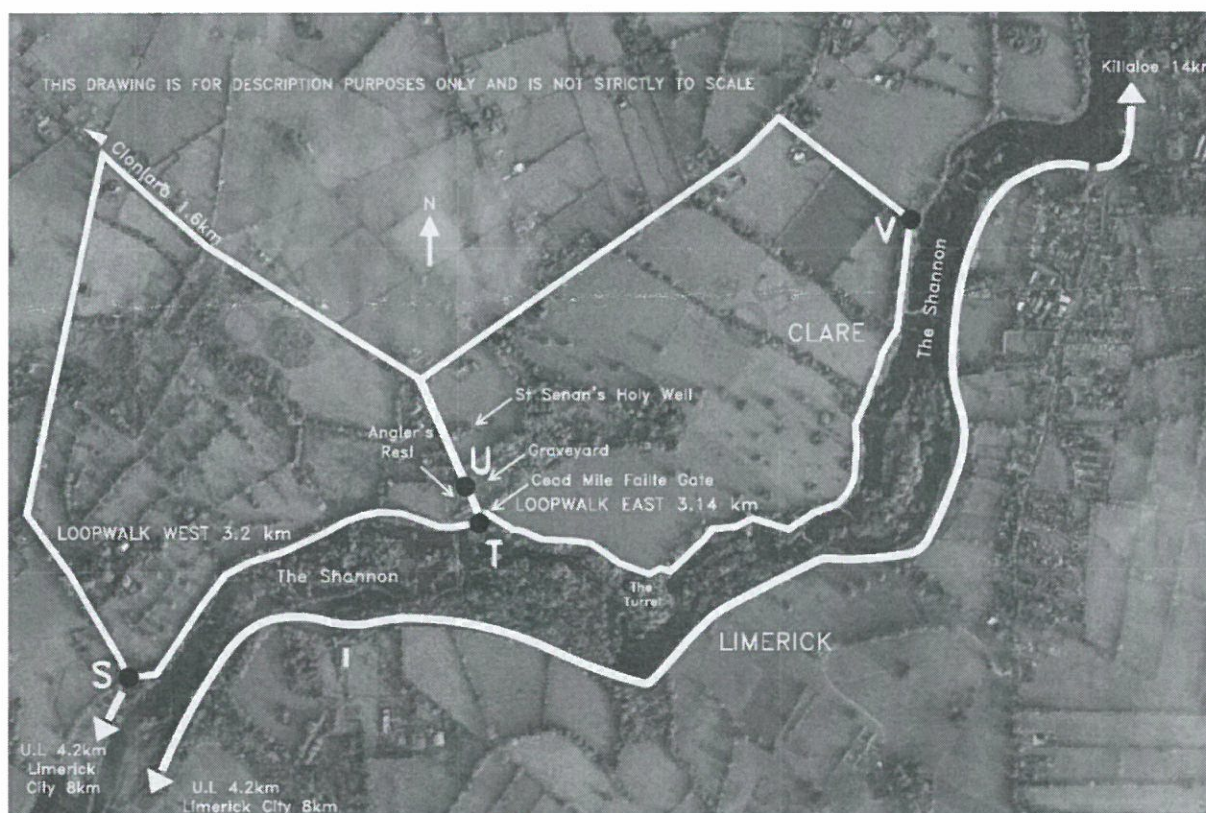 THIS DRAWING IS FOR DESCRIPTION PURPOSES ONLY AND IS NOT STRICTLY TO SCALE
Killaloe 14km
Clonlara 1.6km
N
V
The Shannon
CLARE
St Senan's Holy Well
Angler's
Rest
U
Graveyard
Cead Mile Failte Gate
LOOPWALK EAST 3.14 km
LOOPWALK WEST 3.2 km
T
The Shannon
The
Turret
LIMERICK
S
U.L 4.2km
Limerick
City 8km
U.L 4.2km
Limerick City 8km